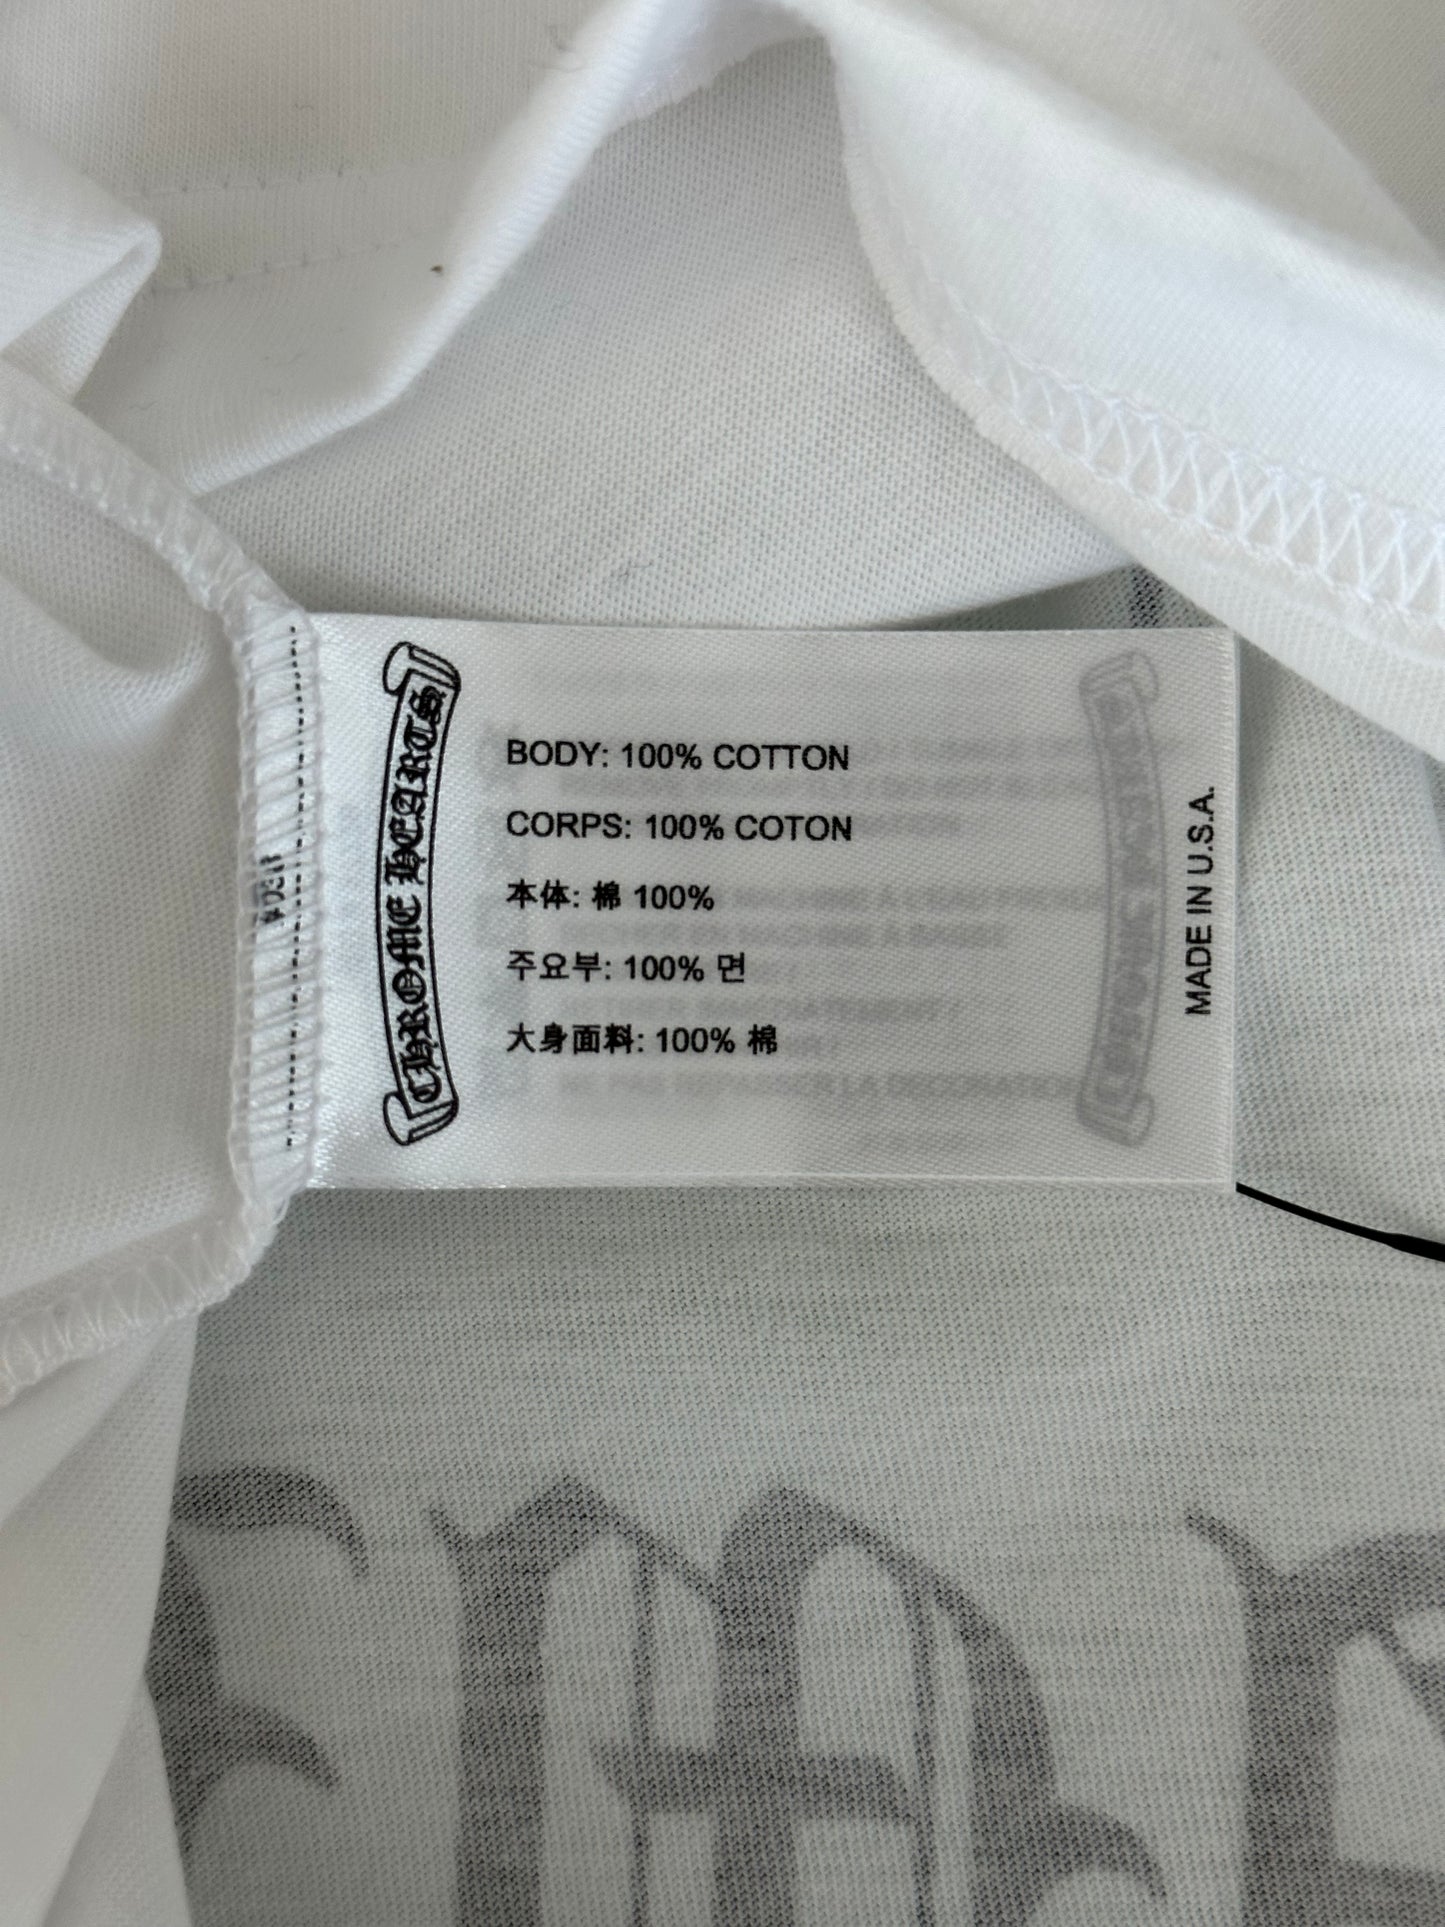 CHROME HEARTS
BODY: 100% COTTON
CORPS: 100% COTON
本体: 棉 100%
주요부: 100% 면
大身面料: 100% 棉
MADE IN U.S.A.